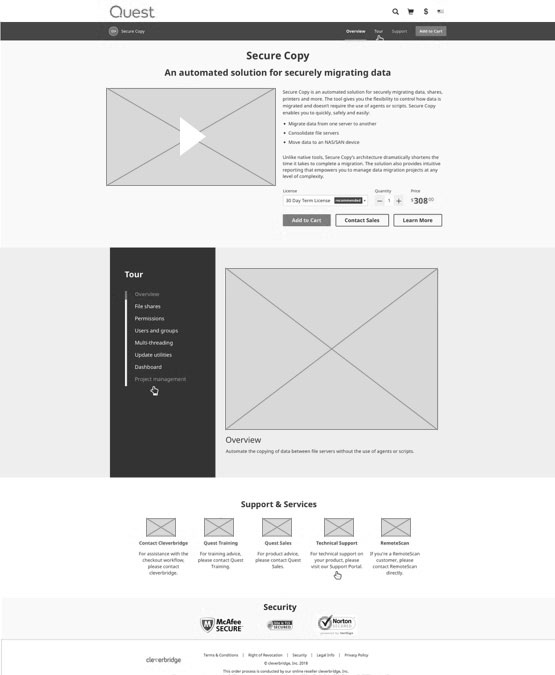 Quest
$
Secure Copy
Overview Tour Support Add to Cart
Secure Copy
An automated solution for securely migrating data
Secure Copy is an automated solution for securely migrating data, shares,
printers and more. The tool gives you the flexibility to control how data is
migrated and doesn't require the use of agents or scripts. Secure Copy
enables you to quickly, safely and easily:
• Migrate data from one server to another
• Consolidate file servers
• Move data to an NAS/SAN device
Unlike native tools, Secure Copy's architecture dramatically shortens the
time it takes to complete a migration. The solution also provides intuitive
reporting that empowers you to manage data migration projects at any
level of complexity.
License Quantity Price
30 Day Term License recommended − 1 + $308.00
Add to Cart Contact Sales Learn More
Tour
Overview
File shares
Permissions
Users and groups
Multi-threading
Update utilities
Dashboard
Project management
Overview
Automate the copying of data between file servers without the use of agents or scripts.
Support & Services
Contact Cleverbridge
For assistance with the
checkout workflow,
please contact
cleverbridge.
Quest Training
For training advice,
please contact Quest
Training.
Quest Sales
For product advice,
please contact Quest
Sales.
Technical Support
For technical support on
your product, please
visit our Support Portal.
RemoteScan
If you're a RemoteScan
customer, please
contact RemoteScan
directly.
Security
McAfee
SECURE
SECURED
Norton
SECURED
powered by VeriSign
cleverbridge
Terms & Conditions | Right of Revocation | Security | Legal Info | Privacy Policy
© cleverbridge, Inc. 2018
This order process is conducted by our online reseller cleverbridge, Inc.